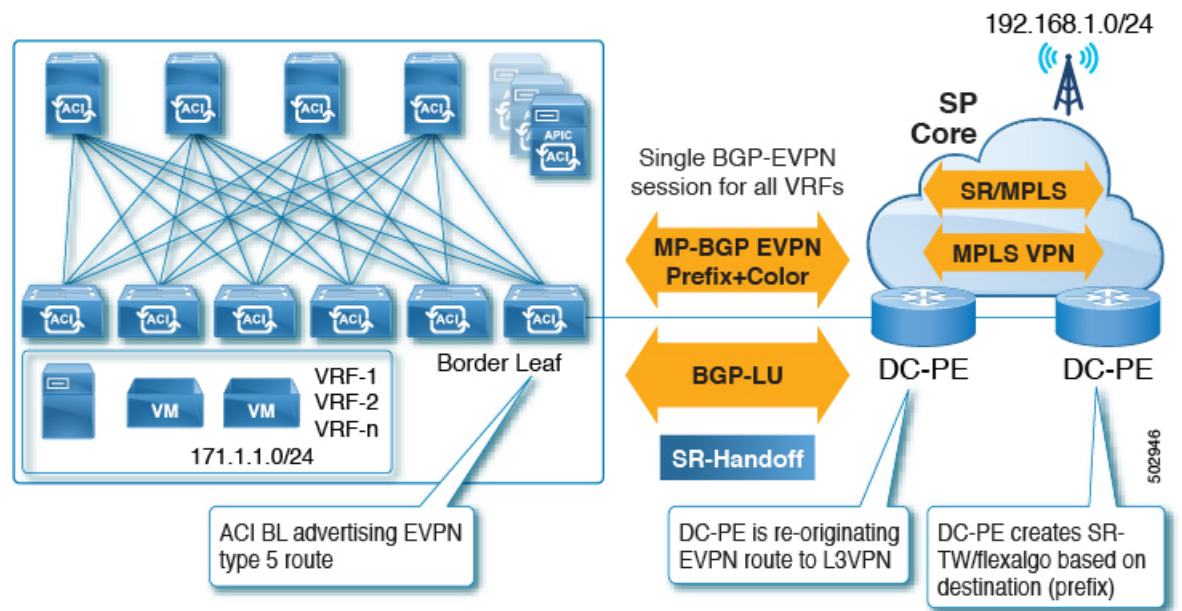 192.168.1.0/24
ACI
ACI
ACI
ACI
ACI
ACI
APIC
ACI
SP
Core
Single BGP-EVPN
session for all VRFs
SR/MPLS
MP-BGP EVPN
Prefix+Color
MPLS VPN
ACI
ACI
ACI
ACI
ACI
ACI
Border Leaf
BGP-LU
DC-PE
DC-PE
VM
VM
VRF-1
VRF-2
VRF-n
171.1.1.0/24
SR-Handoff
502946
ACI BL advertising EVPN
type 5 route
DC-PE is re-originating
EVPN route to L3VPN
DC-PE creates SR-
TW/flexalgo based on
destination (prefix)